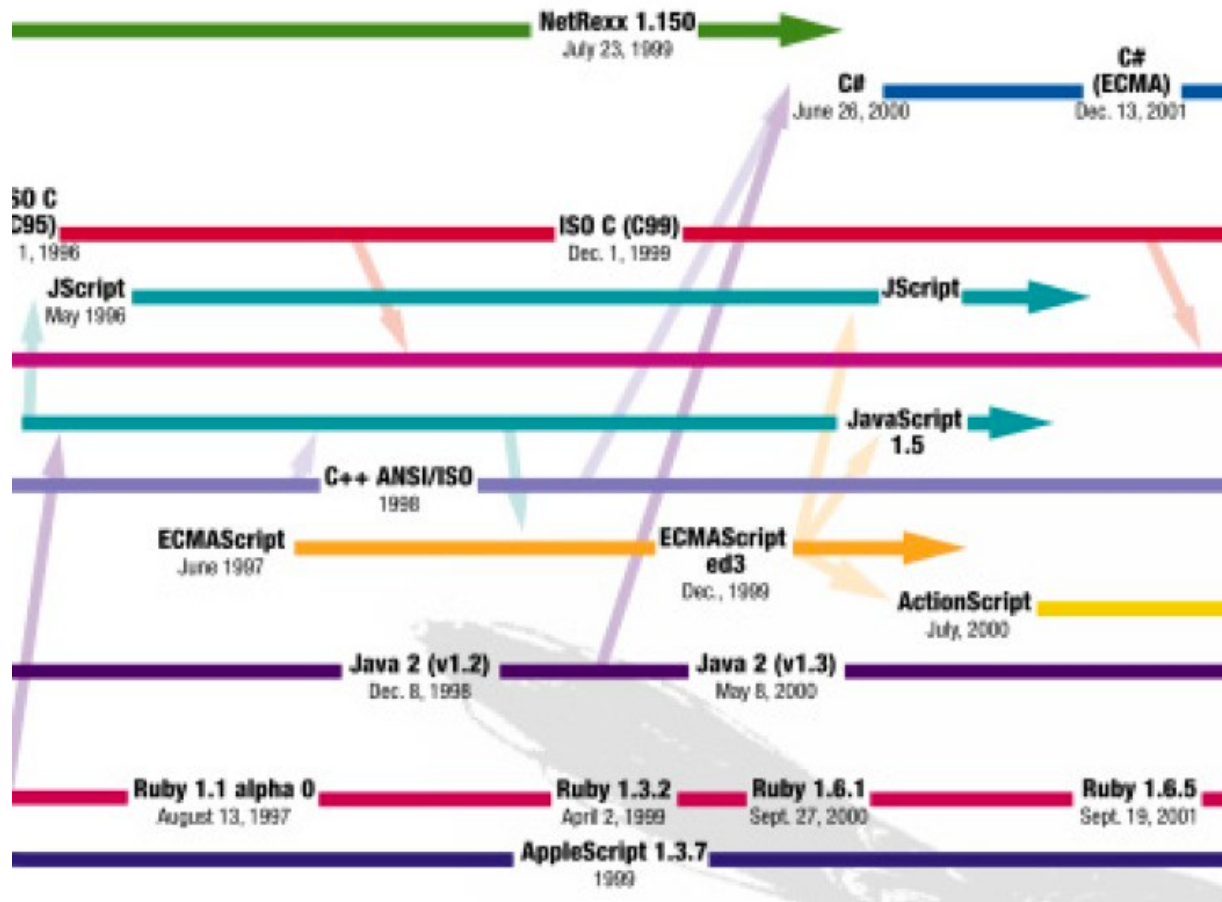 NetRexx 1.150
July 23, 1999
C#
June 26, 2000
C#
(ECMA)
Dec. 13, 2001
SO C
C95)
1, 1996
ISO C (C99)
Dec. 1, 1999
JScript
May 1996
JScript
JavaScript
1.5
C++ ANSI/ISO
1998
ECMAScript
June 1997
ECMAScript
ed3
Dec., 1999
ActionScript
July, 2000
Java 2 (v1.2)
Dec. 8, 1998
Java 2 (v1.3)
May 8, 2000
Ruby 1.1 alpha 0
August 13, 1997
Ruby 1.3.2
April 2, 1999
Ruby 1.6.1
Sept. 27, 2000
Ruby 1.6.5
Sept. 19, 2001
AppleScript 1.3.7
1999